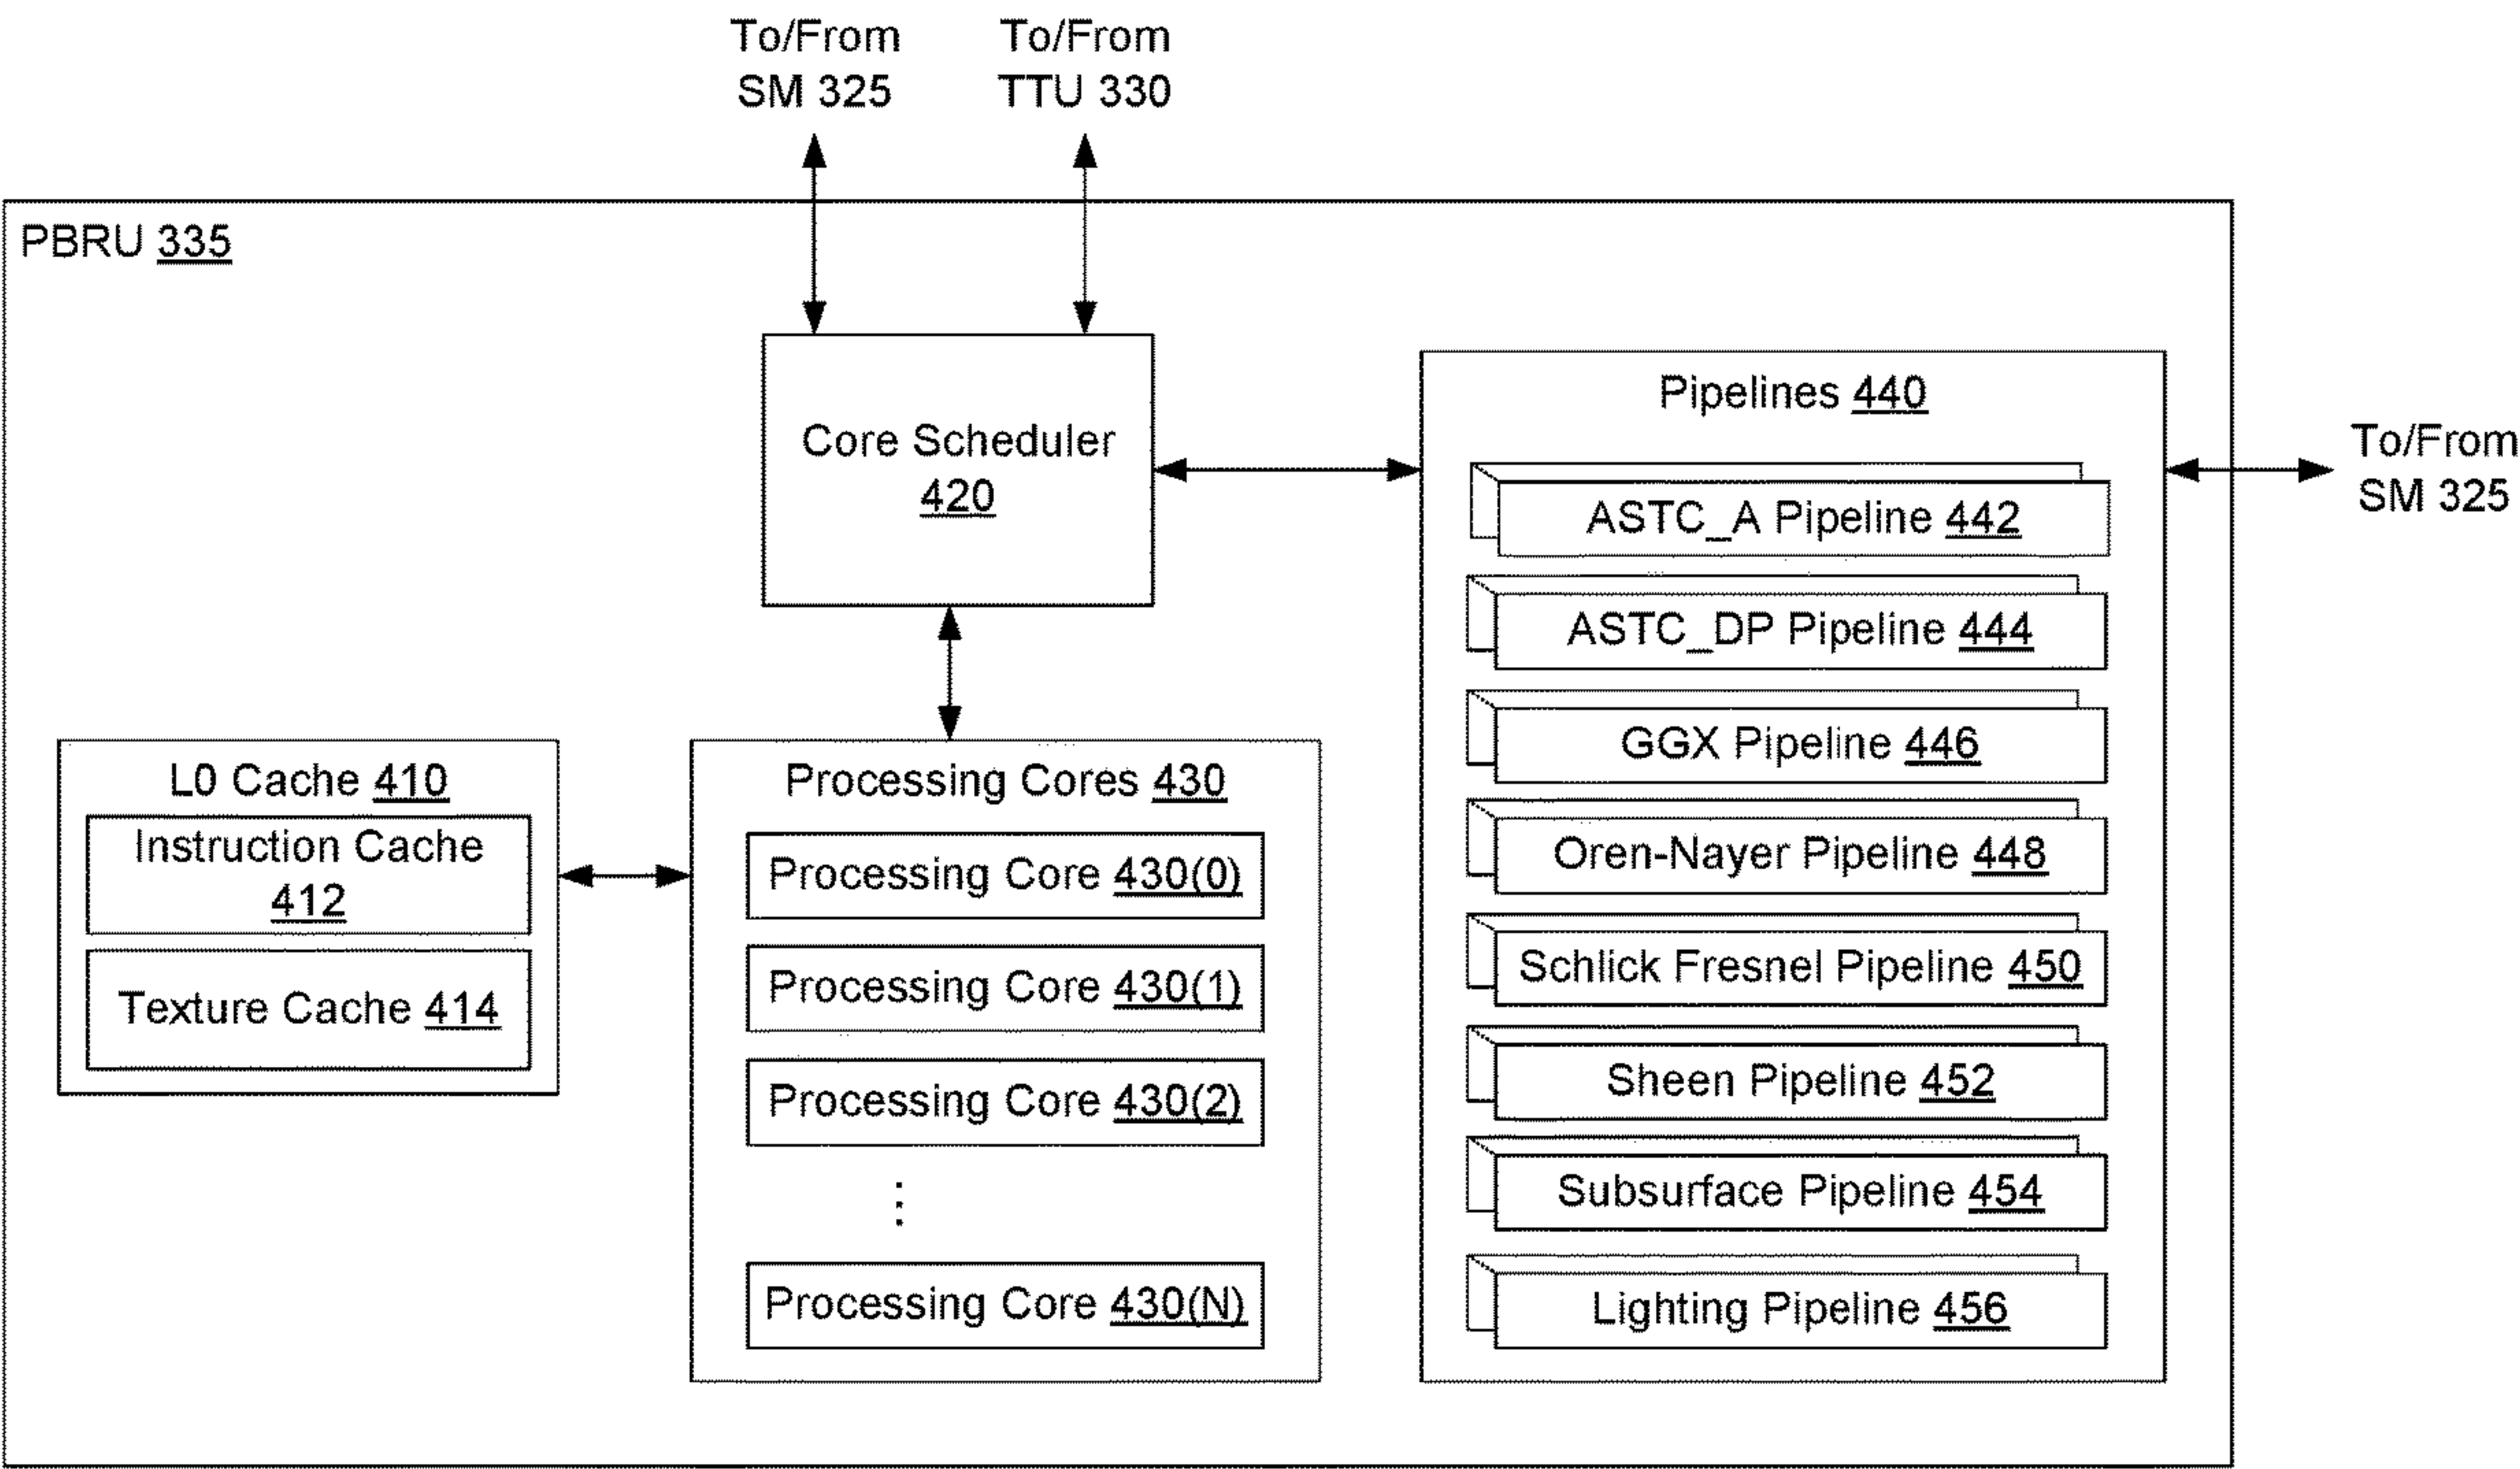 To/From
SM 325
To/From
TTU 330
PBRU 335
Core Scheduler
420
Pipelines 440
ASTC_A Pipeline 442
ASTC_DP Pipeline 444
GGX Pipeline 446
Oren-Nayer Pipeline 448
Schlick Fresnel Pipeline 450
Sheen Pipeline 452
Subsurface Pipeline 454
Lighting Pipeline 456
To/From
SM 325
L0 Cache 410
Instruction Cache
412
Texture Cache 414
Processing Cores 430
Processing Core 430(0)
Processing Core 430(1)
Processing Core 430(2)
⋮
Processing Core 430(N)